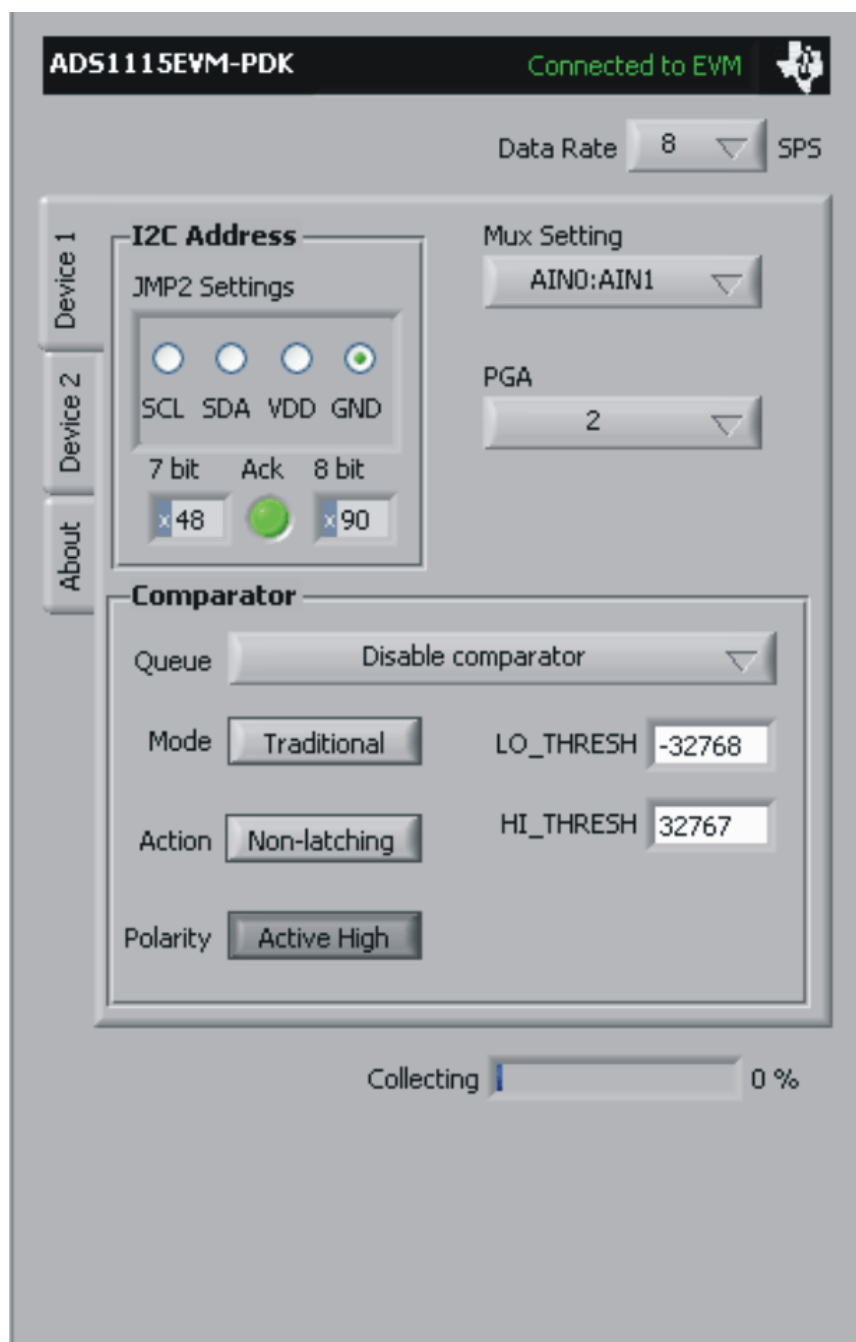 ADS1115EVM-PDK Connected to EVM
Data Rate 8 SPS
Device 1
Device 2
About
I2C Address
JMP2 Settings
SCL SDA VDD GND
7 bit Ack 8 bit
x 48 x 90
Mux Setting
AIN0:AIN1
PGA
2
Comparator
Queue Disable comparator
Mode Traditional
LO_THRESH -32768
Action Non-latching
HI_THRESH 32767
Polarity Active High
Collecting 0 %